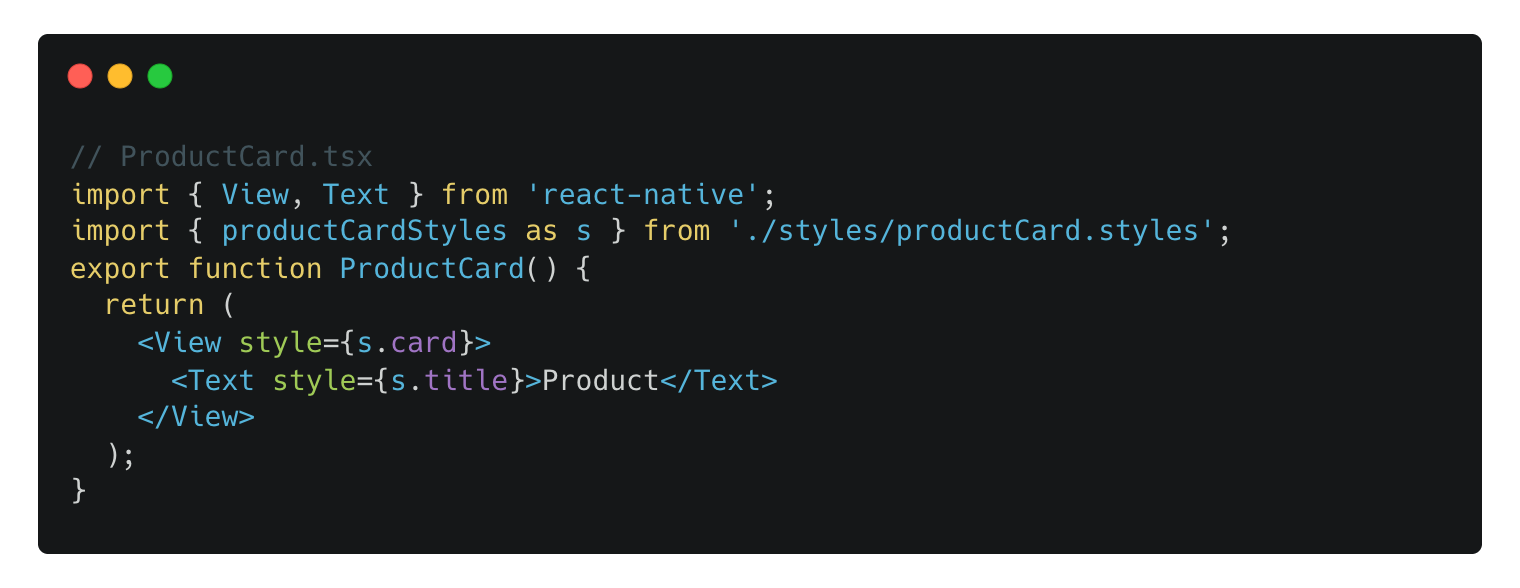 // ProductCard.tsx
import { View, Text } from 'react-native';
import { productCardStyles as s } from './styles/productCard.styles';
export function ProductCard() {
  return (
    <View style={s.card}>
      <Text style={s.title}>Product</Text>
    </View>
  );
}